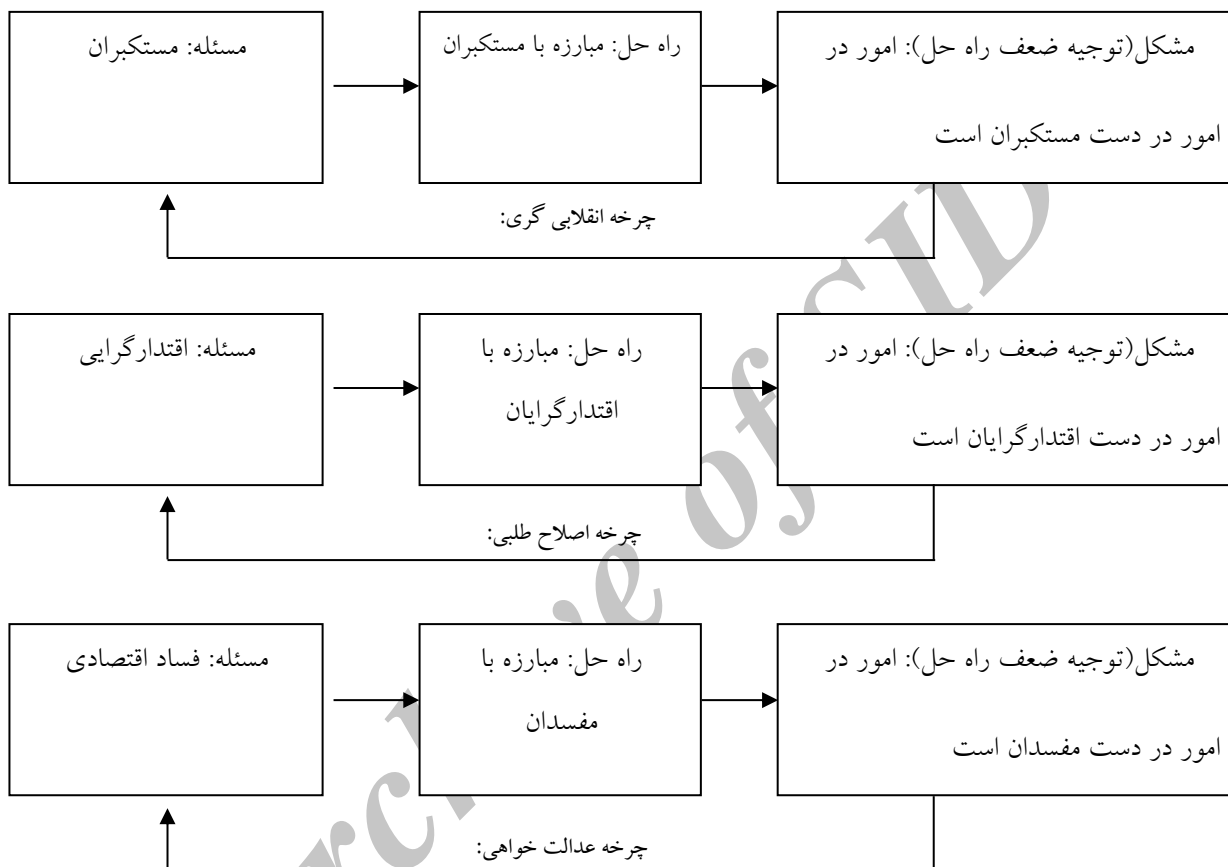 مسئله: مستکبران
راه حل: مبارزه با مستکبران
مشکل(توجیه ضعف راه حل): امور در
امور در دست مستکبران است
چرخه انقلابی گری:
مسئله: اقتدارگرایی
راه حل: مبارزه با
اقتدارگرایان
مشکل(توجیه ضعف راه حل): امور در
امور در دست اقتدارگرایان است
چرخه اصلاح طلبی:
مسئله: فساد اقتصادی
راه حل: مبارزه با
مفسدان
مشکل(توجیه ضعف راه حل): امور در
امور در دست مفسدان است
چرخه عدالت خواهی:
of SID